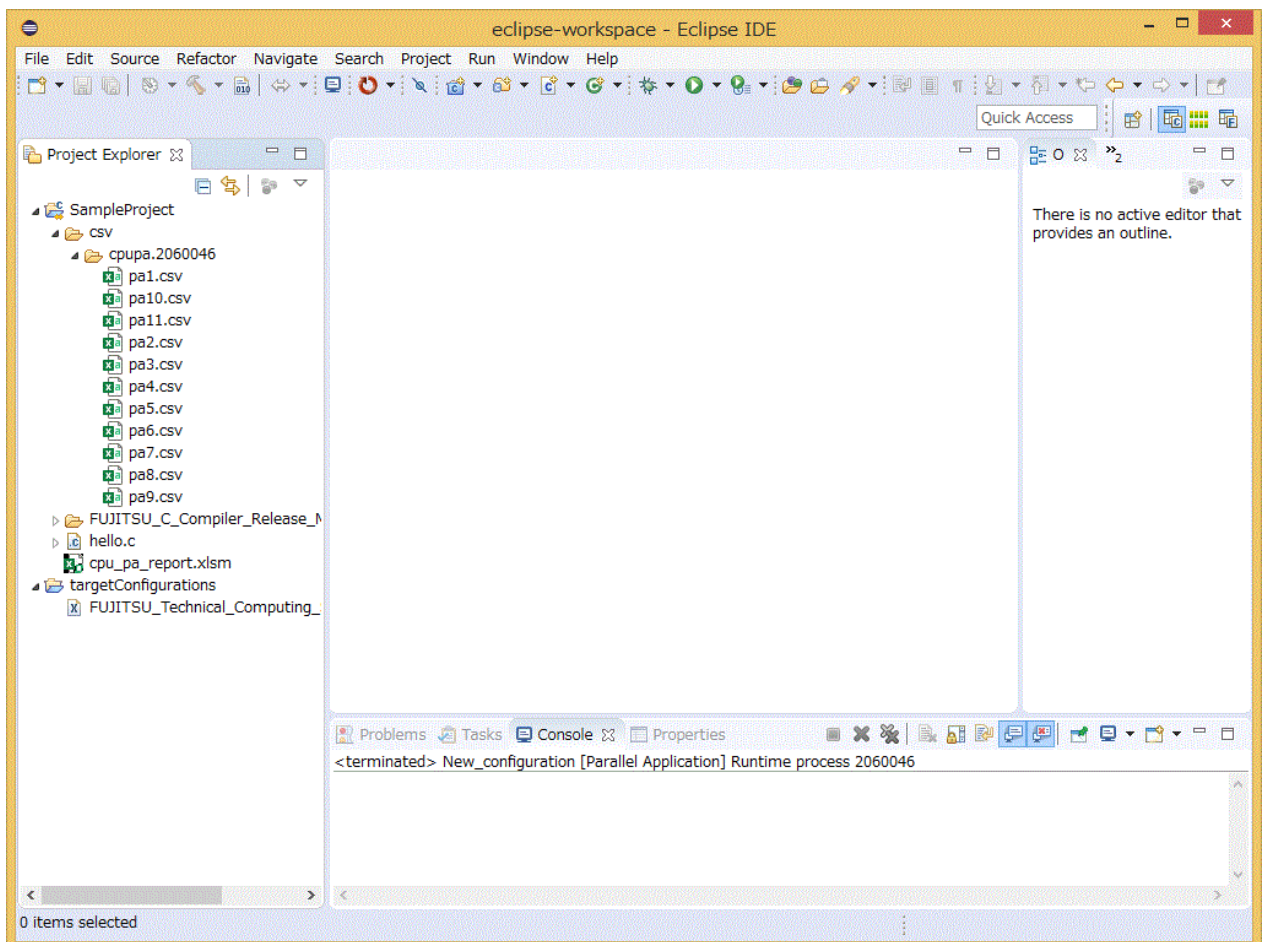 eclipse-workspace - Eclipse IDE
File Edit Source Refactor Navigate Search Project Run Window Help
Quick Access
Project Explorer
O
»2
There is no active editor that
provides an outline.
SampleProject
csv
cpupa.2060046
pa1.csv
pa10.csv
pa11.csv
pa2.csv
pa3.csv
pa4.csv
pa5.csv
pa6.csv
pa7.csv
pa8.csv
pa9.csv
FUJITSU_C_Compiler_Release_
hello.c
cpu_pa_report.xlsm
targetConfigurations
FUJITSU_Technical_Computing_
Problems Tasks Console Properties
<terminated> New_configuration [Parallel Application] Runtime process 2060046
0 items selected